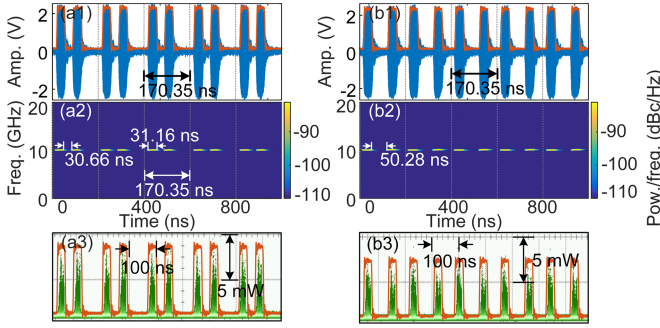 (a1)
(b1)
Amp. (V)
2
0
-2
170.35 ns
Amp. (V)
2
0
-2
170.35 ns
(a2)
(b2)
Freq. (GHz)
20
10
0
31.16 ns
30.66 ns
170.35 ns
-90
-100
-110
Freq. (GHz)
20
10
0
50.28 ns
-90
-100
-110
Pow./freq. (dBc/Hz)
0
400
800
Time (ns)
0
400
800
Time (ns)
(a3)
100 ns
5 mW
(b3)
100 ns
5 mW